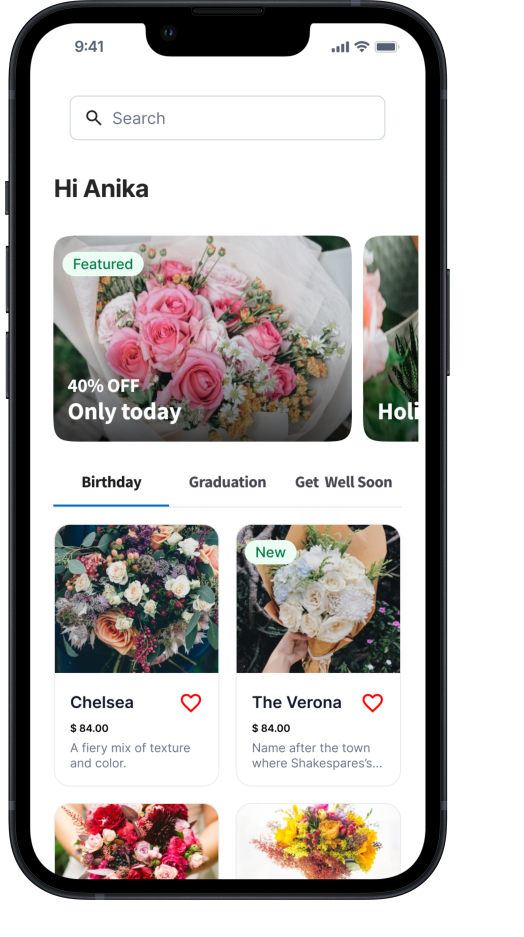 9:41
Search
Hi Anika
Featured
40% OFF
Only today
Holi
Birthday
Graduation
Get Well Soon
New
Chelsea
$ 84.00
A fiery mix of texture
and color.
The Verona
$ 84.00
Name after the town
where Shakespares's...